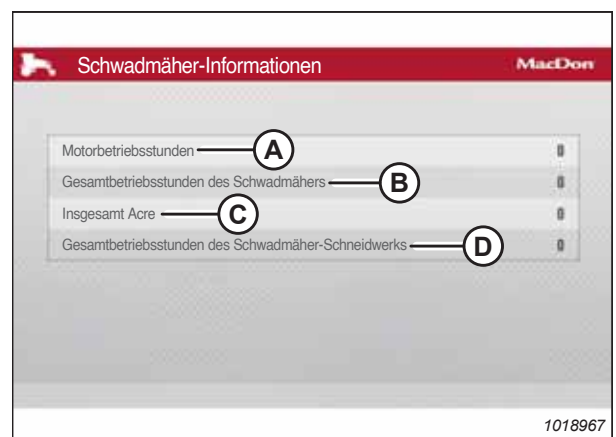 Schwadmäher-Informationen MacDon
Motorbetriebsstunden A 0
Gesamtbetriebsstunden des Schwadmähers B 0
Insgesamt Acre C 0
Gesamtbetriebsstunden des Schwadmäher-Schneidwerks D 0
1018967